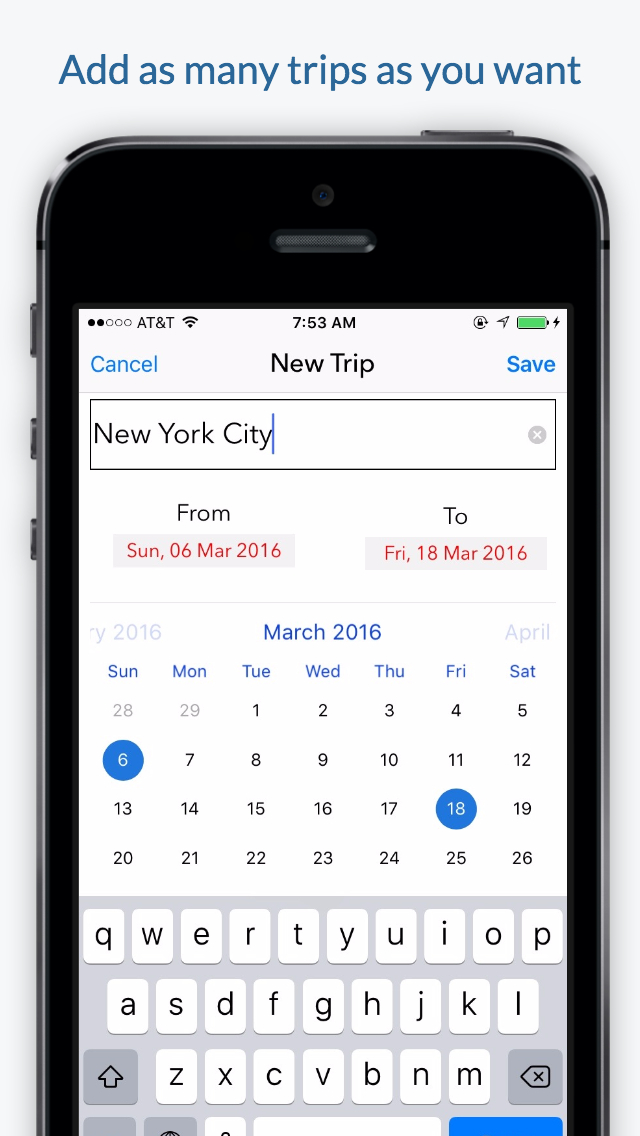 Add as many trips as you want
AT&T 7:53 AM
Cancel New Trip Save
New York City
From To
Sun, 06 Mar 2016 Fri, 18 Mar 2016
ry 2016 March 2016 April
Sun Mon Tue Wed Thu Fri Sat
28 29 1 2 3 4 5
6 7 8 9 10 11 12
13 14 15 16 17 18 19
20 21 22 23 24 25 26
q w e r t y u i o p
a s d f g h j k l
z x c v b n m